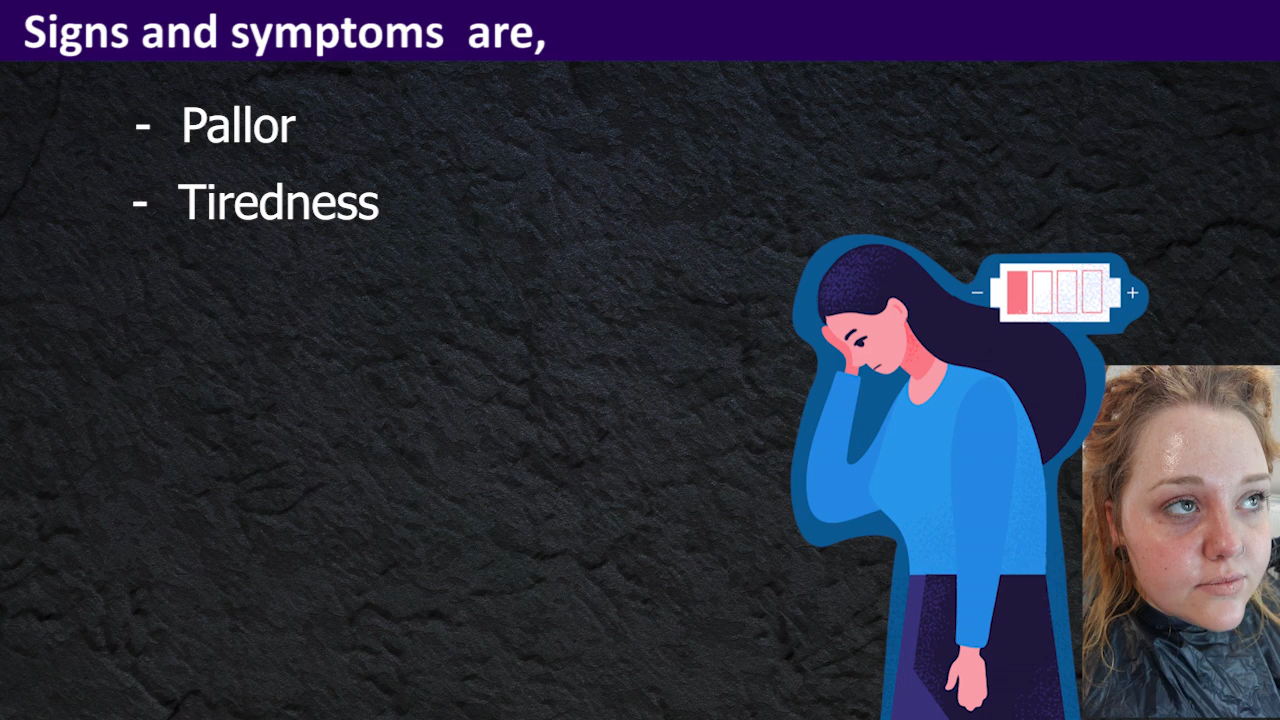 Signs and symptoms are,
- Pallor
- Tiredness
- +